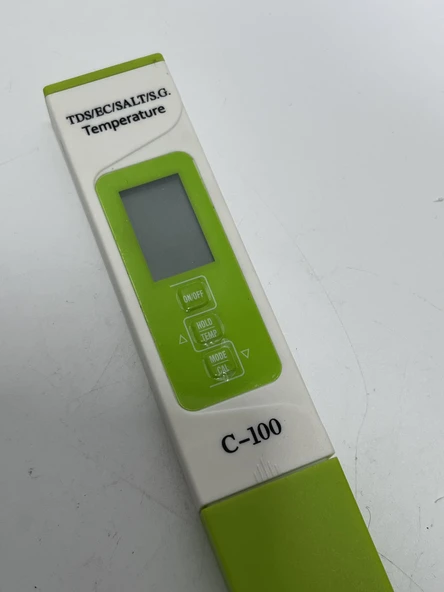 TDS/EC/SALT/S.G.
Temperature
ON/OFF
HOLD
TEMP
MODE
CAL
C-100